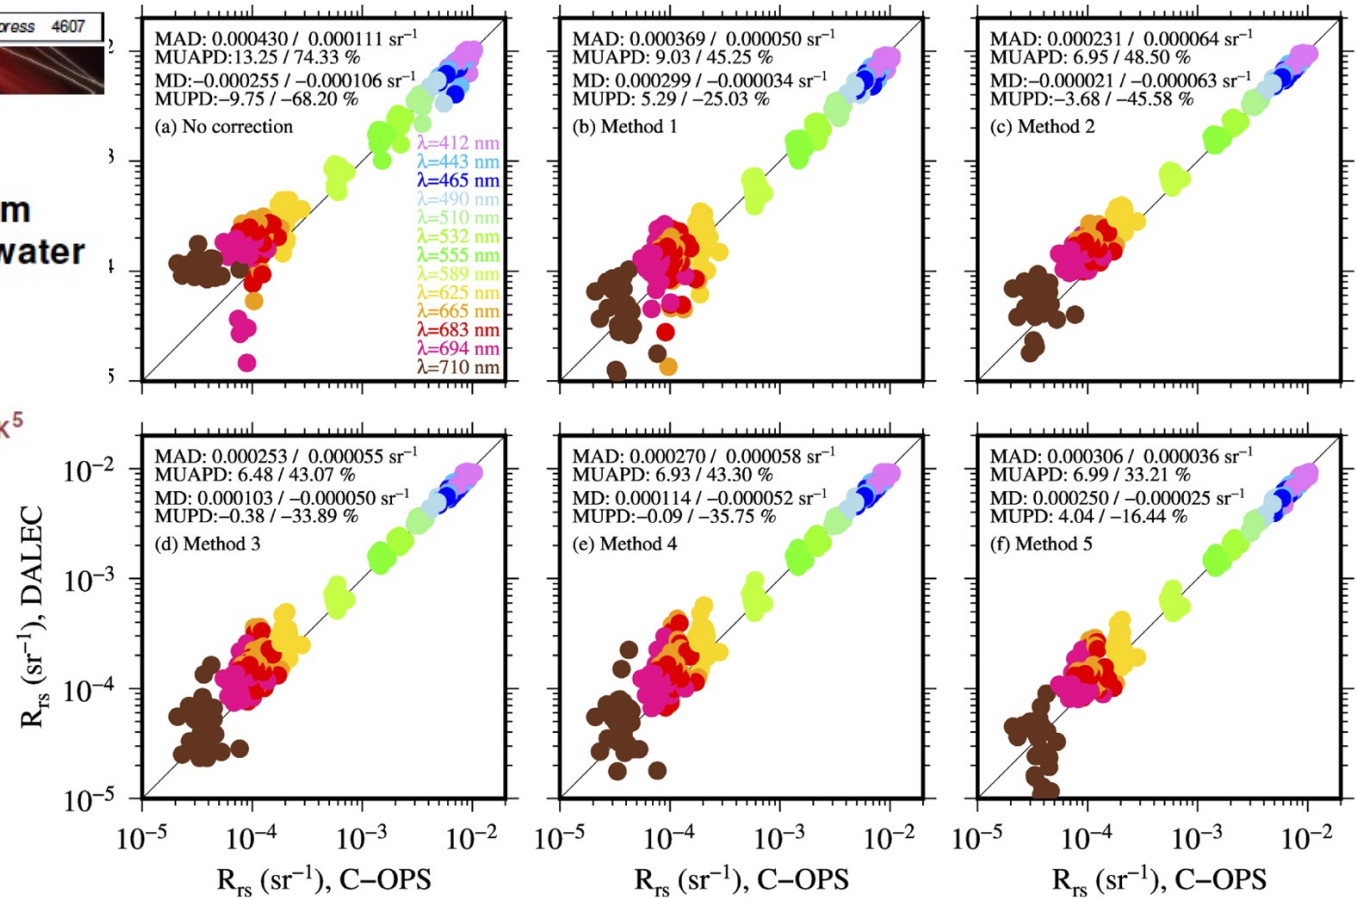 press 4607
m
water
K5
MAD: 0.000430 / 0.000111 sr−1
MUAPD: 13.25 / 74.33 %
MD:−0.000255 / −0.000106 sr−1
MUPD:−9.75 / −68.20 %
(a) No correction
λ=412 nm
λ=443 nm
λ=465 nm
λ=490 nm
λ=510 nm
λ=532 nm
λ=555 nm
λ=589 nm
λ=625 nm
λ=665 nm
λ=683 nm
λ=694 nm
λ=710 nm
2
3
4
5
MAD: 0.000369 / 0.000050 sr−1
MUAPD: 9.03 / 45.25 %
MD: 0.000299 / −0.000034 sr−1
MUPD: 5.29 / −25.03 %
(b) Method 1
MAD: 0.000231 / 0.000064 sr−1
MUAPD: 6.95 / 48.50 %
MD:−0.000021 / −0.000063 sr−1
MUPD:−3.68 / −45.58 %
(c) Method 2
MAD: 0.000253 / 0.000055 sr−1
MUAPD: 6.48 / 43.07 %
MD: 0.000103 / −0.000050 sr−1
MUPD:−0.38 / −33.89 %
(d) Method 3
MAD: 0.000270 / 0.000058 sr−1
MUAPD: 6.93 / 43.30 %
MD: 0.000114 / −0.000052 sr−1
MUPD:−0.09 / −35.75 %
(e) Method 4
MAD: 0.000306 / 0.000036 sr−1
MUAPD: 6.99 / 33.21 %
MD: 0.000250 / −0.000025 sr−1
MUPD: 4.04 / −16.44 %
(f) Method 5
Rrs (sr−1), DALEC
10−2
10−3
10−4
10−5
10−5 10−4 10−3 10−2
10−5 10−4 10−3 10−2
10−5 10−4 10−3 10−2
Rrs (sr−1), C−OPS
Rrs (sr−1), C−OPS
Rrs (sr−1), C−OPS